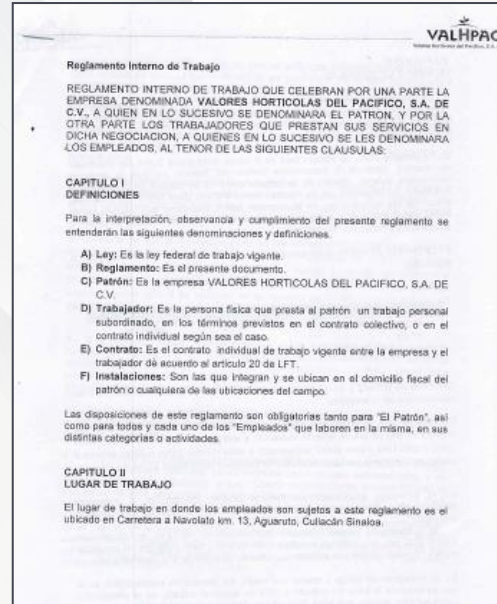 VALHPAC
Valores Hortícolas del Pacífico, S.A. de
Reglamento Interno de Trabajo
REGLAMENTO INTERNO DE TRABAJO QUE CELEBRAN POR UNA PARTE LA
EMPRESA DENOMINADA VALORES HORTICOLAS DEL PACIFICO, S.A. DE
C.V., A QUIEN EN LO SUCESIVO SE DENOMINARA EL PATRON, Y POR LA
OTRA PARTE LOS TRABAJADORES QUE PRESTAN SUS SERVICIOS EN
DICHA NEGOCIACION, A QUIENES EN LO SUCESIVO SE LES DENOMINARA
LOS EMPLEADOS, AL TENOR DE LAS SIGUIENTES CLAUSULAS:
CAPITULO I
DEFINICIONES
Para la interpretación, observancia y cumplimiento del presente reglamento se
entenderán las siguientes denominaciones y definiciones.
A) Ley: Es la ley federal de trabajo vigente.
B) Reglamento: Es el presente documento.
C) Patrón: Es la empresa VALORES HORTICOLAS DEL PACIFICO, S.A. DE
C.V.
D) Trabajador: Es la persona física que presta al patrón un trabajo personal
subordinado, en los términos previstos en el contrato colectivo, o en el
contrato individual según sea el caso.
E) Contrato: Es el contrato individual de trabajo vigente entre la empresa y el
trabajador de acuerdo al articulo 20 de LFT.
F) Instalaciones: Son las que integran y se ubican en el domicilio fiscal del
patrón o cualquiera de las ubicaciones del campo.
Las disposiciones de este reglamento son obligatorias tanto para "El Patrón", así
como para todos y cada uno de los "Empleados" que laboren en la misma, en sus
distintas categorías o actividades.
CAPITULO II
LUGAR DE TRABAJO
El lugar de trabajo en donde los empleados son sujetos a este reglamento es el
ubicado en Carretera a Navolato km. 13, Aguaruto, Culiacán Sinaloa.